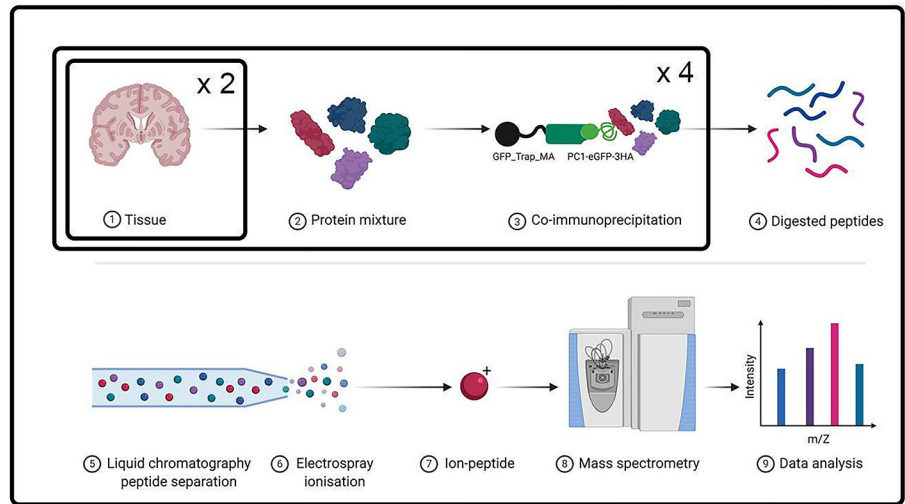 x 2
x 4
GFP_Trap_MA PC1-eGFP-3HA
1 Tissue
2 Protein mixture
3 Co-immunoprecipitation
4 Digested peptides
+
Intensity
m/Z
5 Liquid chromatography
peptide separation
6 Electrospray
ionisation
7 Ion-peptide
8 Mass spectrometry
9 Data analysis